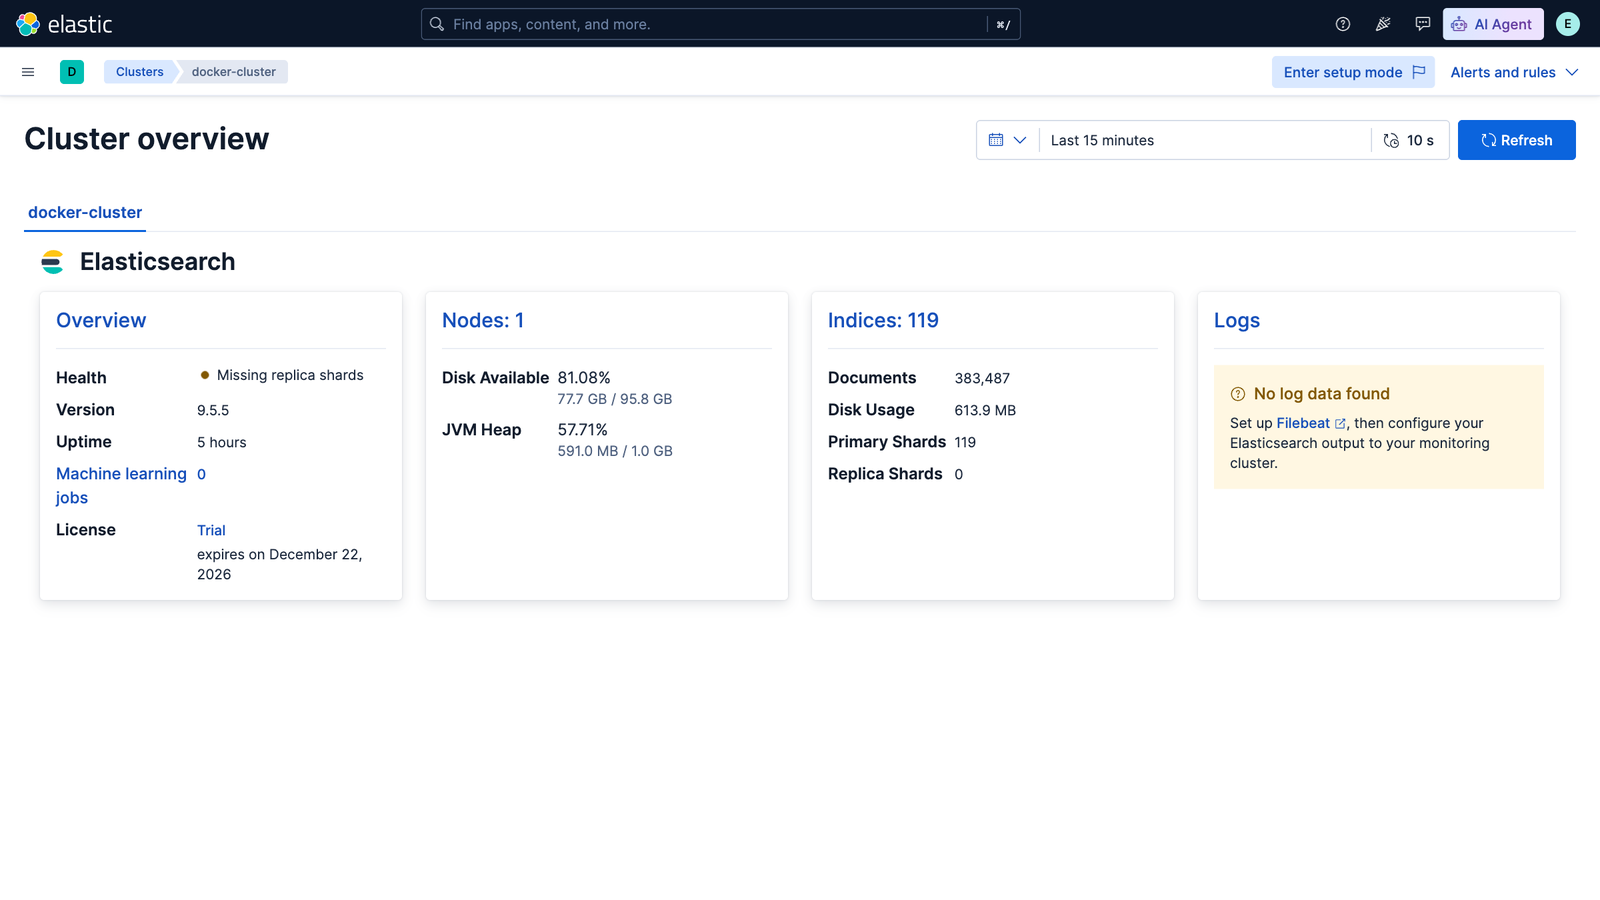 elastic
Find apps, content, and more.
⌘/
AI Agent
E
D
Clusters
docker-cluster
Enter setup mode
Alerts and rules
Cluster overview
Last 15 minutes
10 s
Refresh
docker-cluster
Elasticsearch
Overview
Health
Missing replica shards
Version
9.5.5
Uptime
5 hours
Machine learning
jobs
0
License
Trial
expires on December 22,
2026
Nodes: 1
Disk Available
81.08%
77.7 GB / 95.8 GB
JVM Heap
57.71%
591.0 MB / 1.0 GB
Indices: 119
Documents
383,487
Disk Usage
613.9 MB
Primary Shards
119
Replica Shards
0
Logs
No log data found
Set up Filebeat, then configure your
Elasticsearch output to your monitoring
cluster.